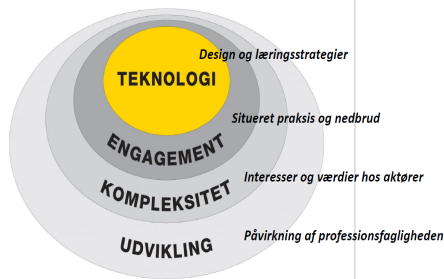 Design og læringsstrategier
TEKNOLOGI
Situeret praksis og nedbrud
ENGAGEMENT
Interesser og værdier hos aktører
KOMPLEKSITET
Påvirkning af professionsfagligheden
UDVIKLING